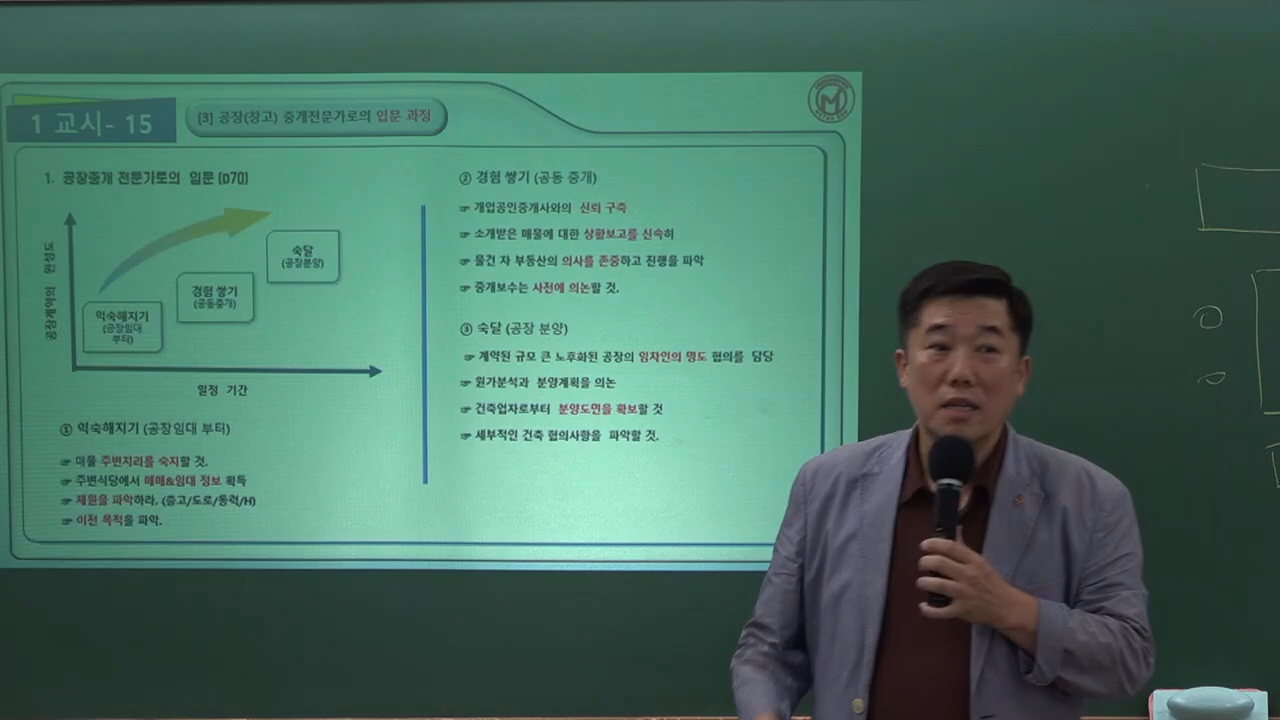 1 교시- 15
[3] 공장(창고) 중개전문가로의 입문 과정
1. 공장중개 전문가로의 입문 (p70)
공장계약의 완성도
익숙해지기
(공장임대
부터)
경험 쌓기
(공동중개)
숙달
(공장분양)
일정 기간
① 익숙해지기 (공장임대 부터)
☞ 매물 주변지리를 숙지할 것.
☞ 주변식당에서 매매&임대 정보 획득
☞ 제원을 파악하라. (층고/도로/동력/H)
☞ 이전 목적을 파악.
② 경험 쌓기 (공동 중개)
☞ 개업공인중개사와의 신뢰 구축
☞ 소개받은 매물에 대한 상황보고를 신속히
☞ 물건 지 부동산의 의사를 존중하고 진행을 파악
☞ 중개보수는 사전에 의논할 것.
③ 숙달 (공장 분양)
☞ 계약된 규모 큰 노후화된 공장의 임차인의 명도 협의를 담당
☞ 원가분석과 분양계획을 의논
☞ 건축업자로부터 분양도면을 확보할 것
☞ 세부적인 건축 협의사항을 파악할 것.